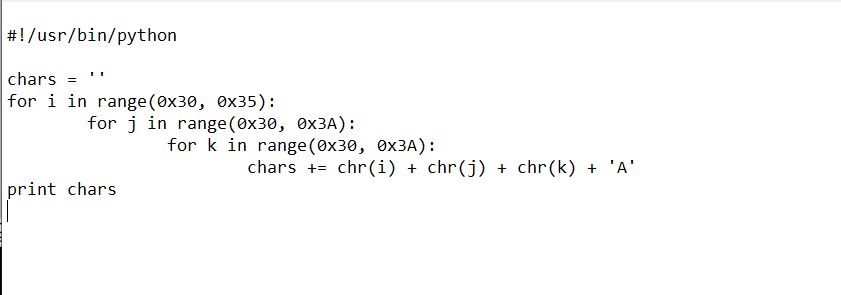 #!/usr/bin/python
chars = ''
for i in range(0x30, 0x35):
        for j in range(0x30, 0x3A):
                for k in range(0x30, 0x3A):
                        chars += chr(i) + chr(j) + chr(k) + 'A'
print chars